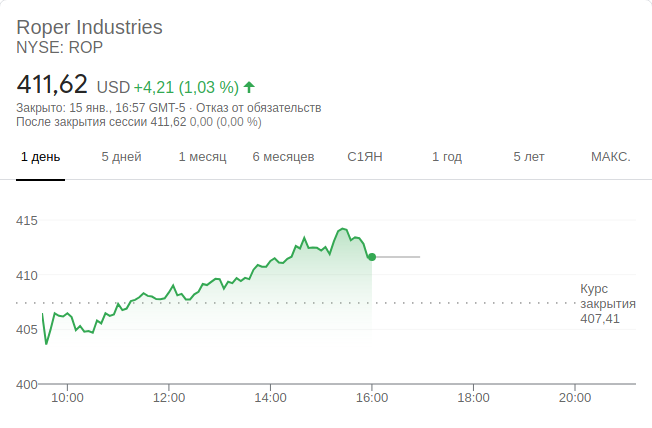 Roper Industries
NYSE: ROP
411,62 USD +4,21 (1,03 %)
Закрыто: 15 янв., 16:57 GMT-5 · Отказ от обязательств
После закрытия сессии 411,62 0,00 (0,00 %)
1 день 5 дней 1 месяц 6 месяцев С1ЯН 1 год 5 лет МАКС.
415
410
Курс
закрытия
407,41
405
400
10:00 12:00 14:00 16:00 18:00 20:00